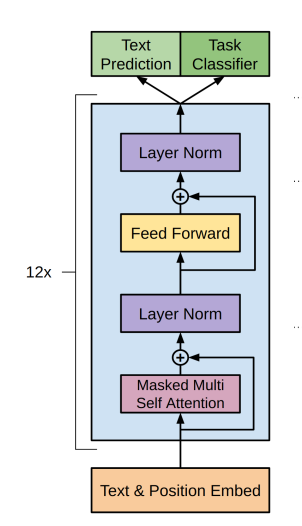 Text
Prediction
Task
Classifier
Layer Norm
+
Feed Forward
12x
Layer Norm
+
Masked Multi
Self Attention
Text & Position Embed